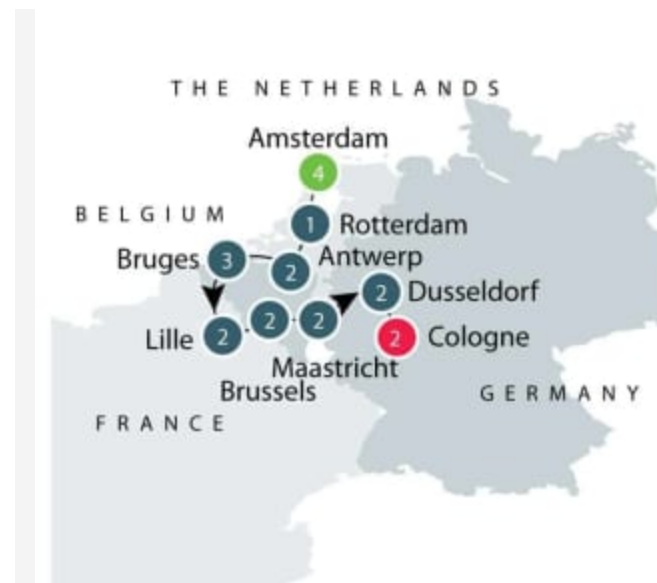 THE NETHERLANDS
Amsterdam
4
BELGIUM
1 Rotterdam
Bruges 3
2 Antwerp
2 Dusseldorf
Lille 2
2
2
2 Cologne
Maastricht
Brussels
GERMANY
FRANCE